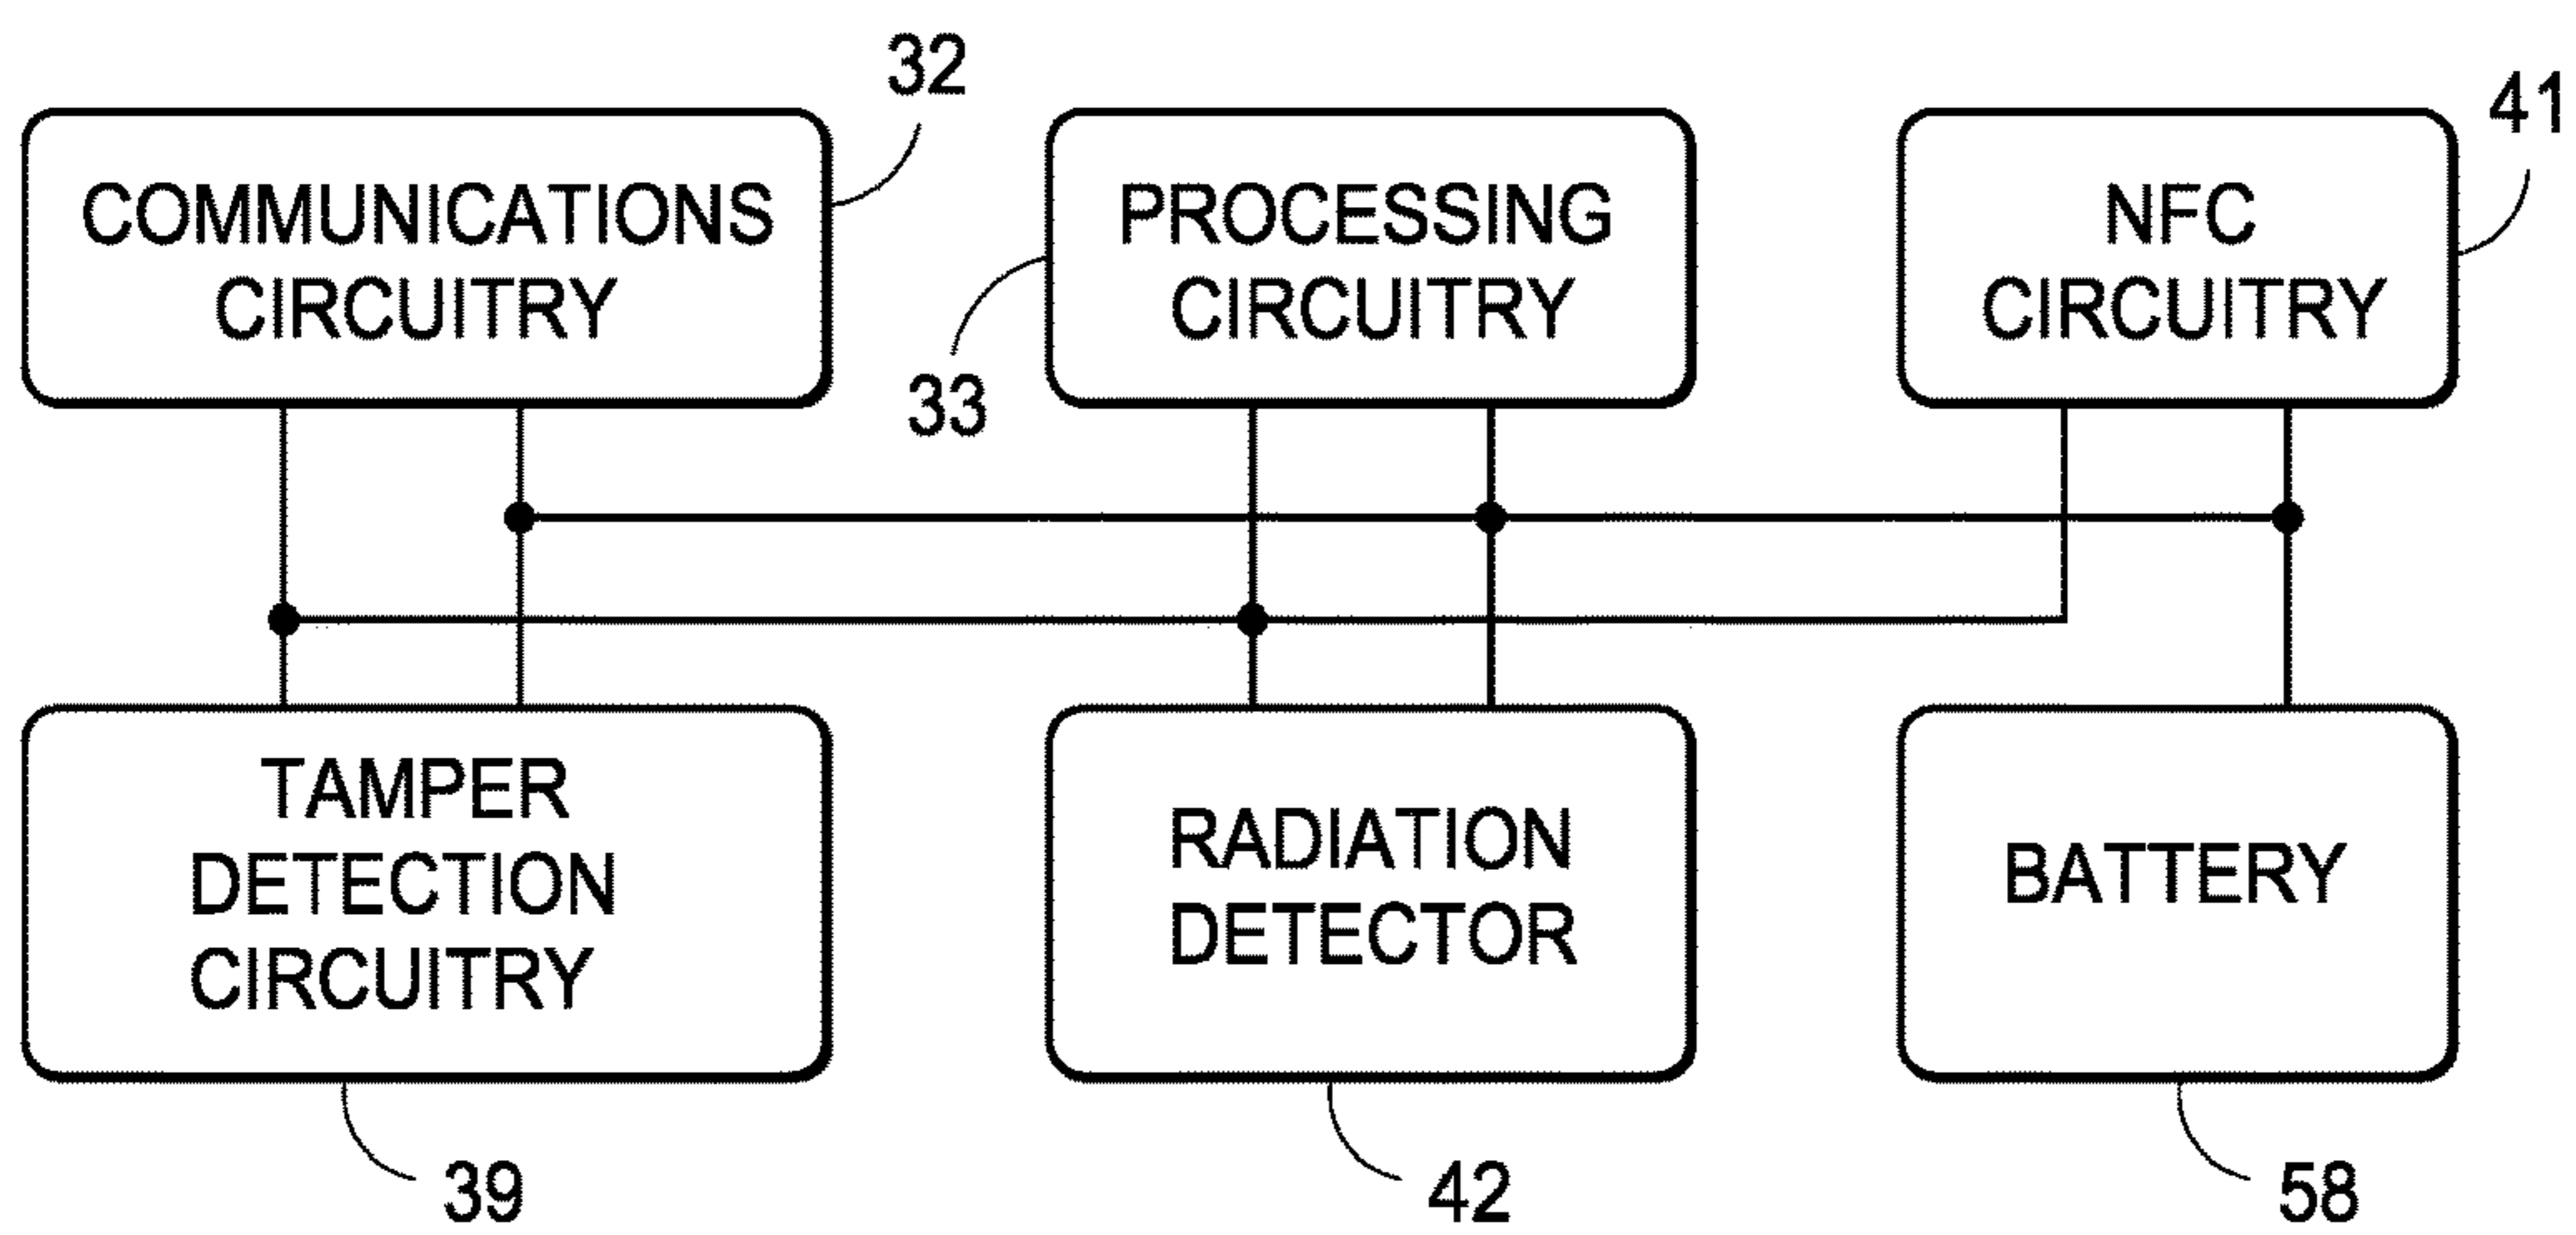 32
COMMUNICATIONS
CIRCUITRY
33
PROCESSING
CIRCUITRY
41
NFC
CIRCUITRY
TAMPER
DETECTION
CIRCUITRY
39
RADIATION
DETECTOR
42
BATTERY
58